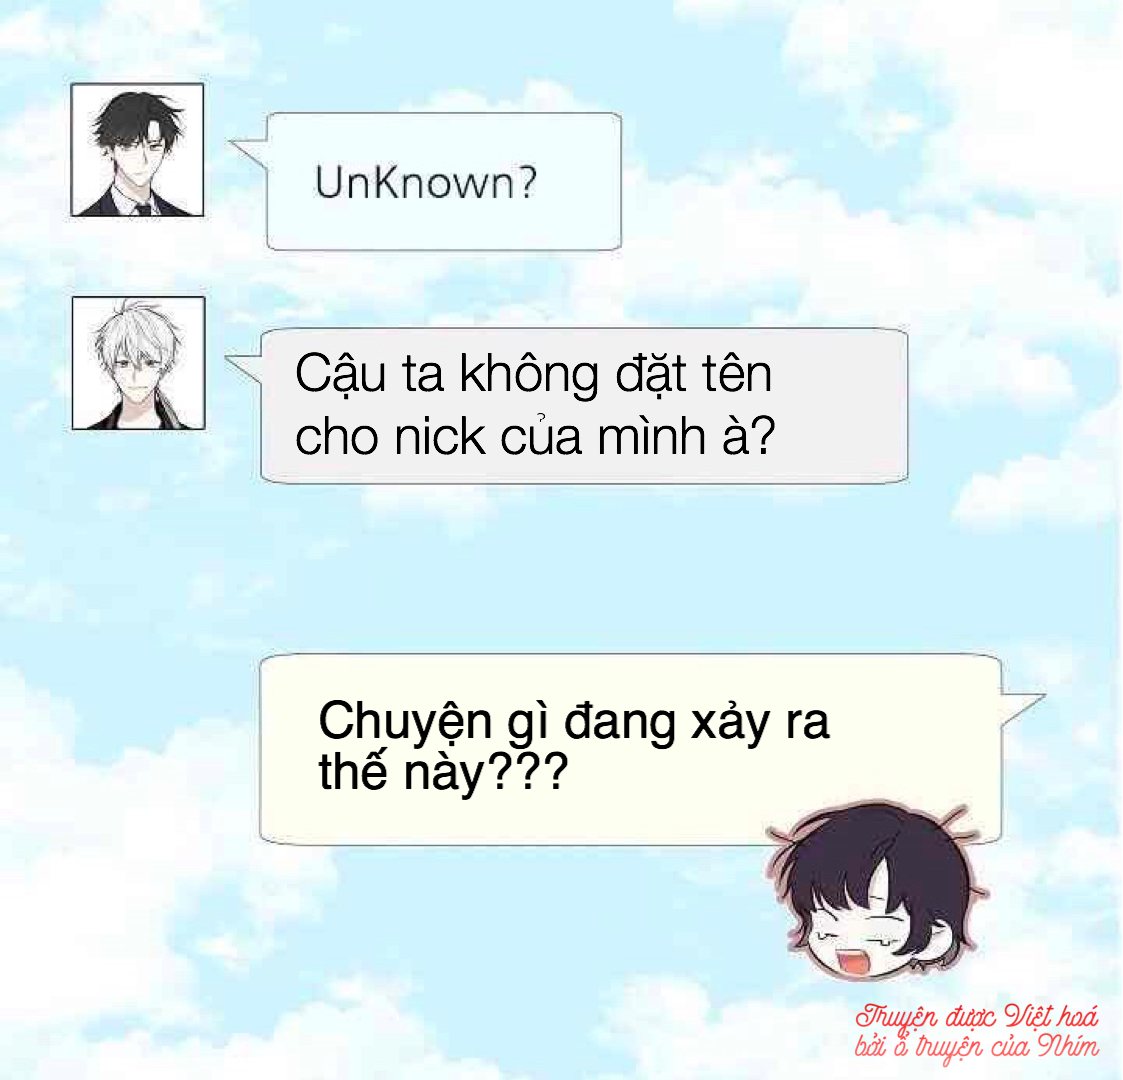 UnKnown?
Cậu ta không đặt tên
cho nick của mình à?
Chuyện gì đang xảy ra
thế này???
Truyện được Việt hoá
bởi ổ truyện của Nhím